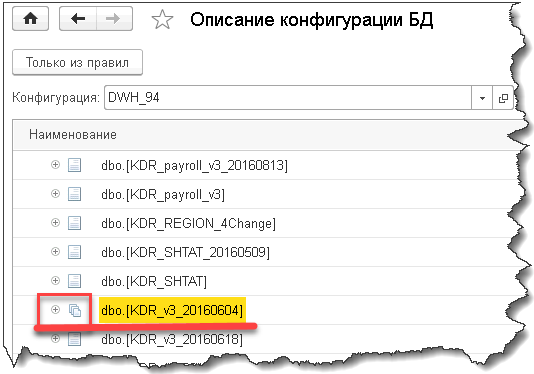 Описание конфигурации БД
Только из правил
Конфигурация: DWH_94
Наименование
dbo.[KDR_payroll_v3_20160813]
dbo.[KDR_payroll_v3]
dbo.[KDR_REGION_4Change]
dbo.[KDR_SHTAT_20160509]
dbo.[KDR_SHTAT]
dbo.[KDR_v3_20160604]
dbo.[KDR_v3_20160618]